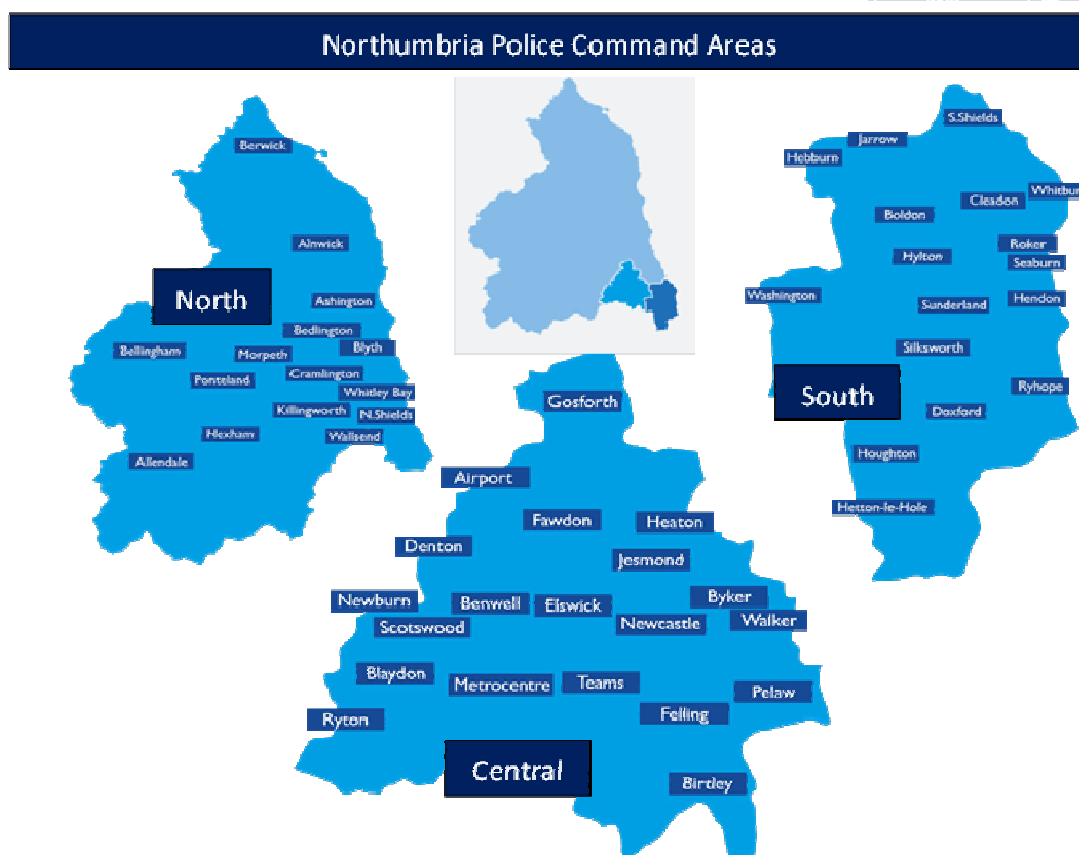 Northumbria Police Command Areas
Berwick
Alnwick
North
Ashington
Bedlington
Bellingham
Morpeth
Blyth
Ponteland
Cramlington
Whatley Bay
Killingworth
N.Shields
Hexham
Wallsend
Allendale
S.Shields
Jarrow
Hebburn
Whitbur
Cleadon
Boldon
Roker
Hylton
Seaburn
Washington
Sunderland
Hendon
Silksworth
South
Ryhope
Doxford
Houghton
Hetton-le-Hole
Gosforth
Airport
Fawdon
Heaton
Denton
Jesmond
Newburn
Benwell
Elswick
Byker
Scotswood
Newcastle
Walker
Blaydon
Metrocentre
Teams
Pelaw
Ryton
Felling
Central
Birtley